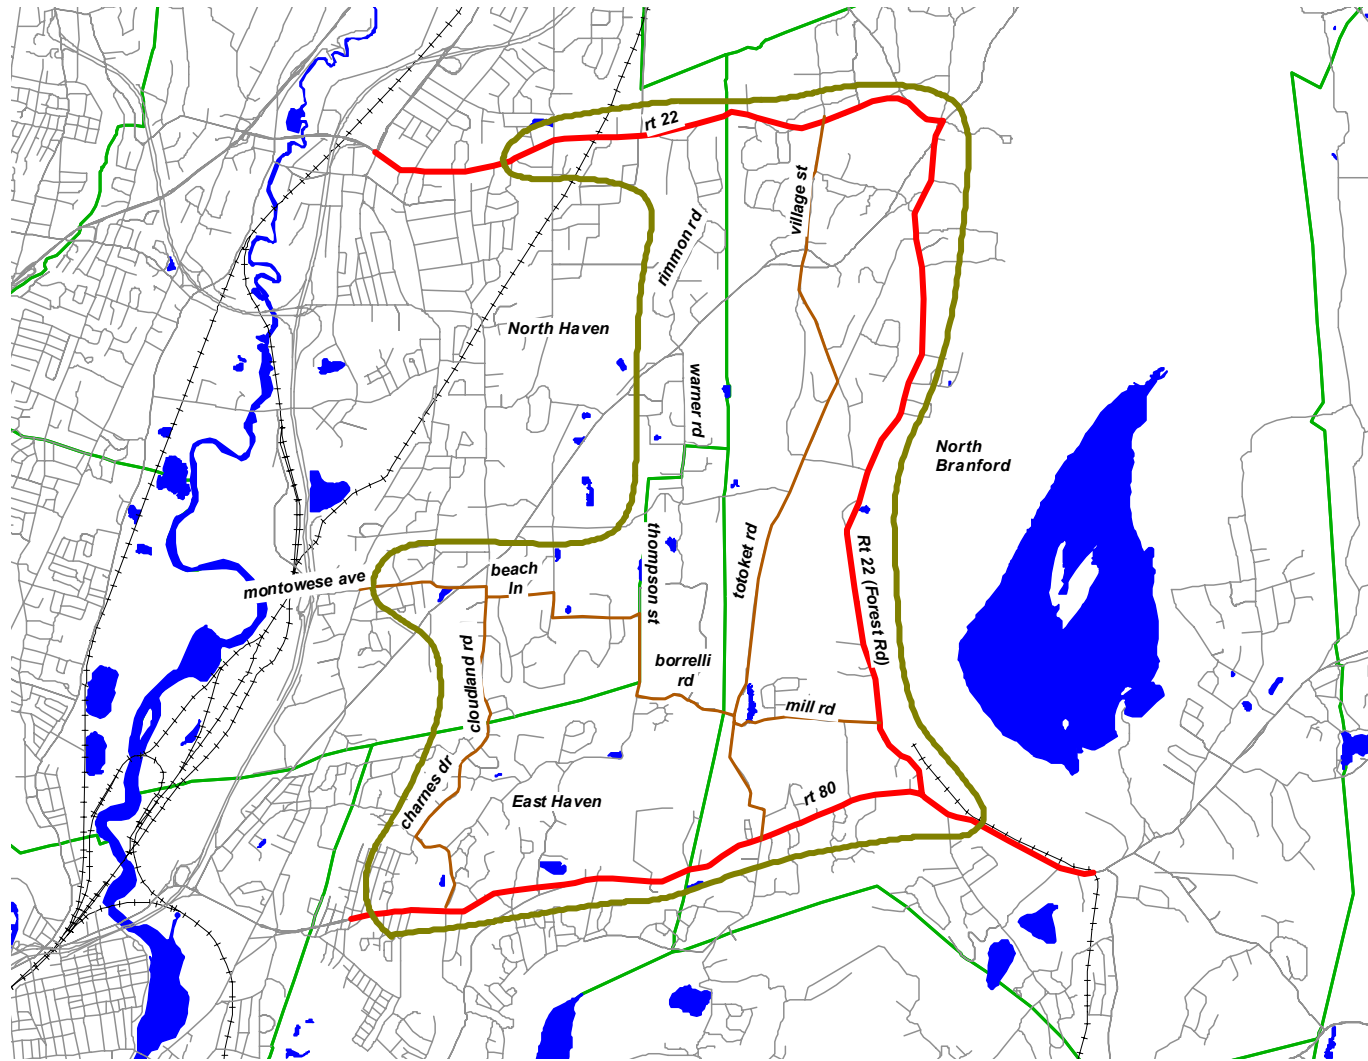 rt 22
village st
rimmon rd
North Haven
warner rd
North
Branford
thompson st
totoket rd
Rt 22 (Forest Rd)
beach
ln
montowese ave
cloudland rd
borrelli
rd
mill rd
charnes dr
East Haven
rt 80